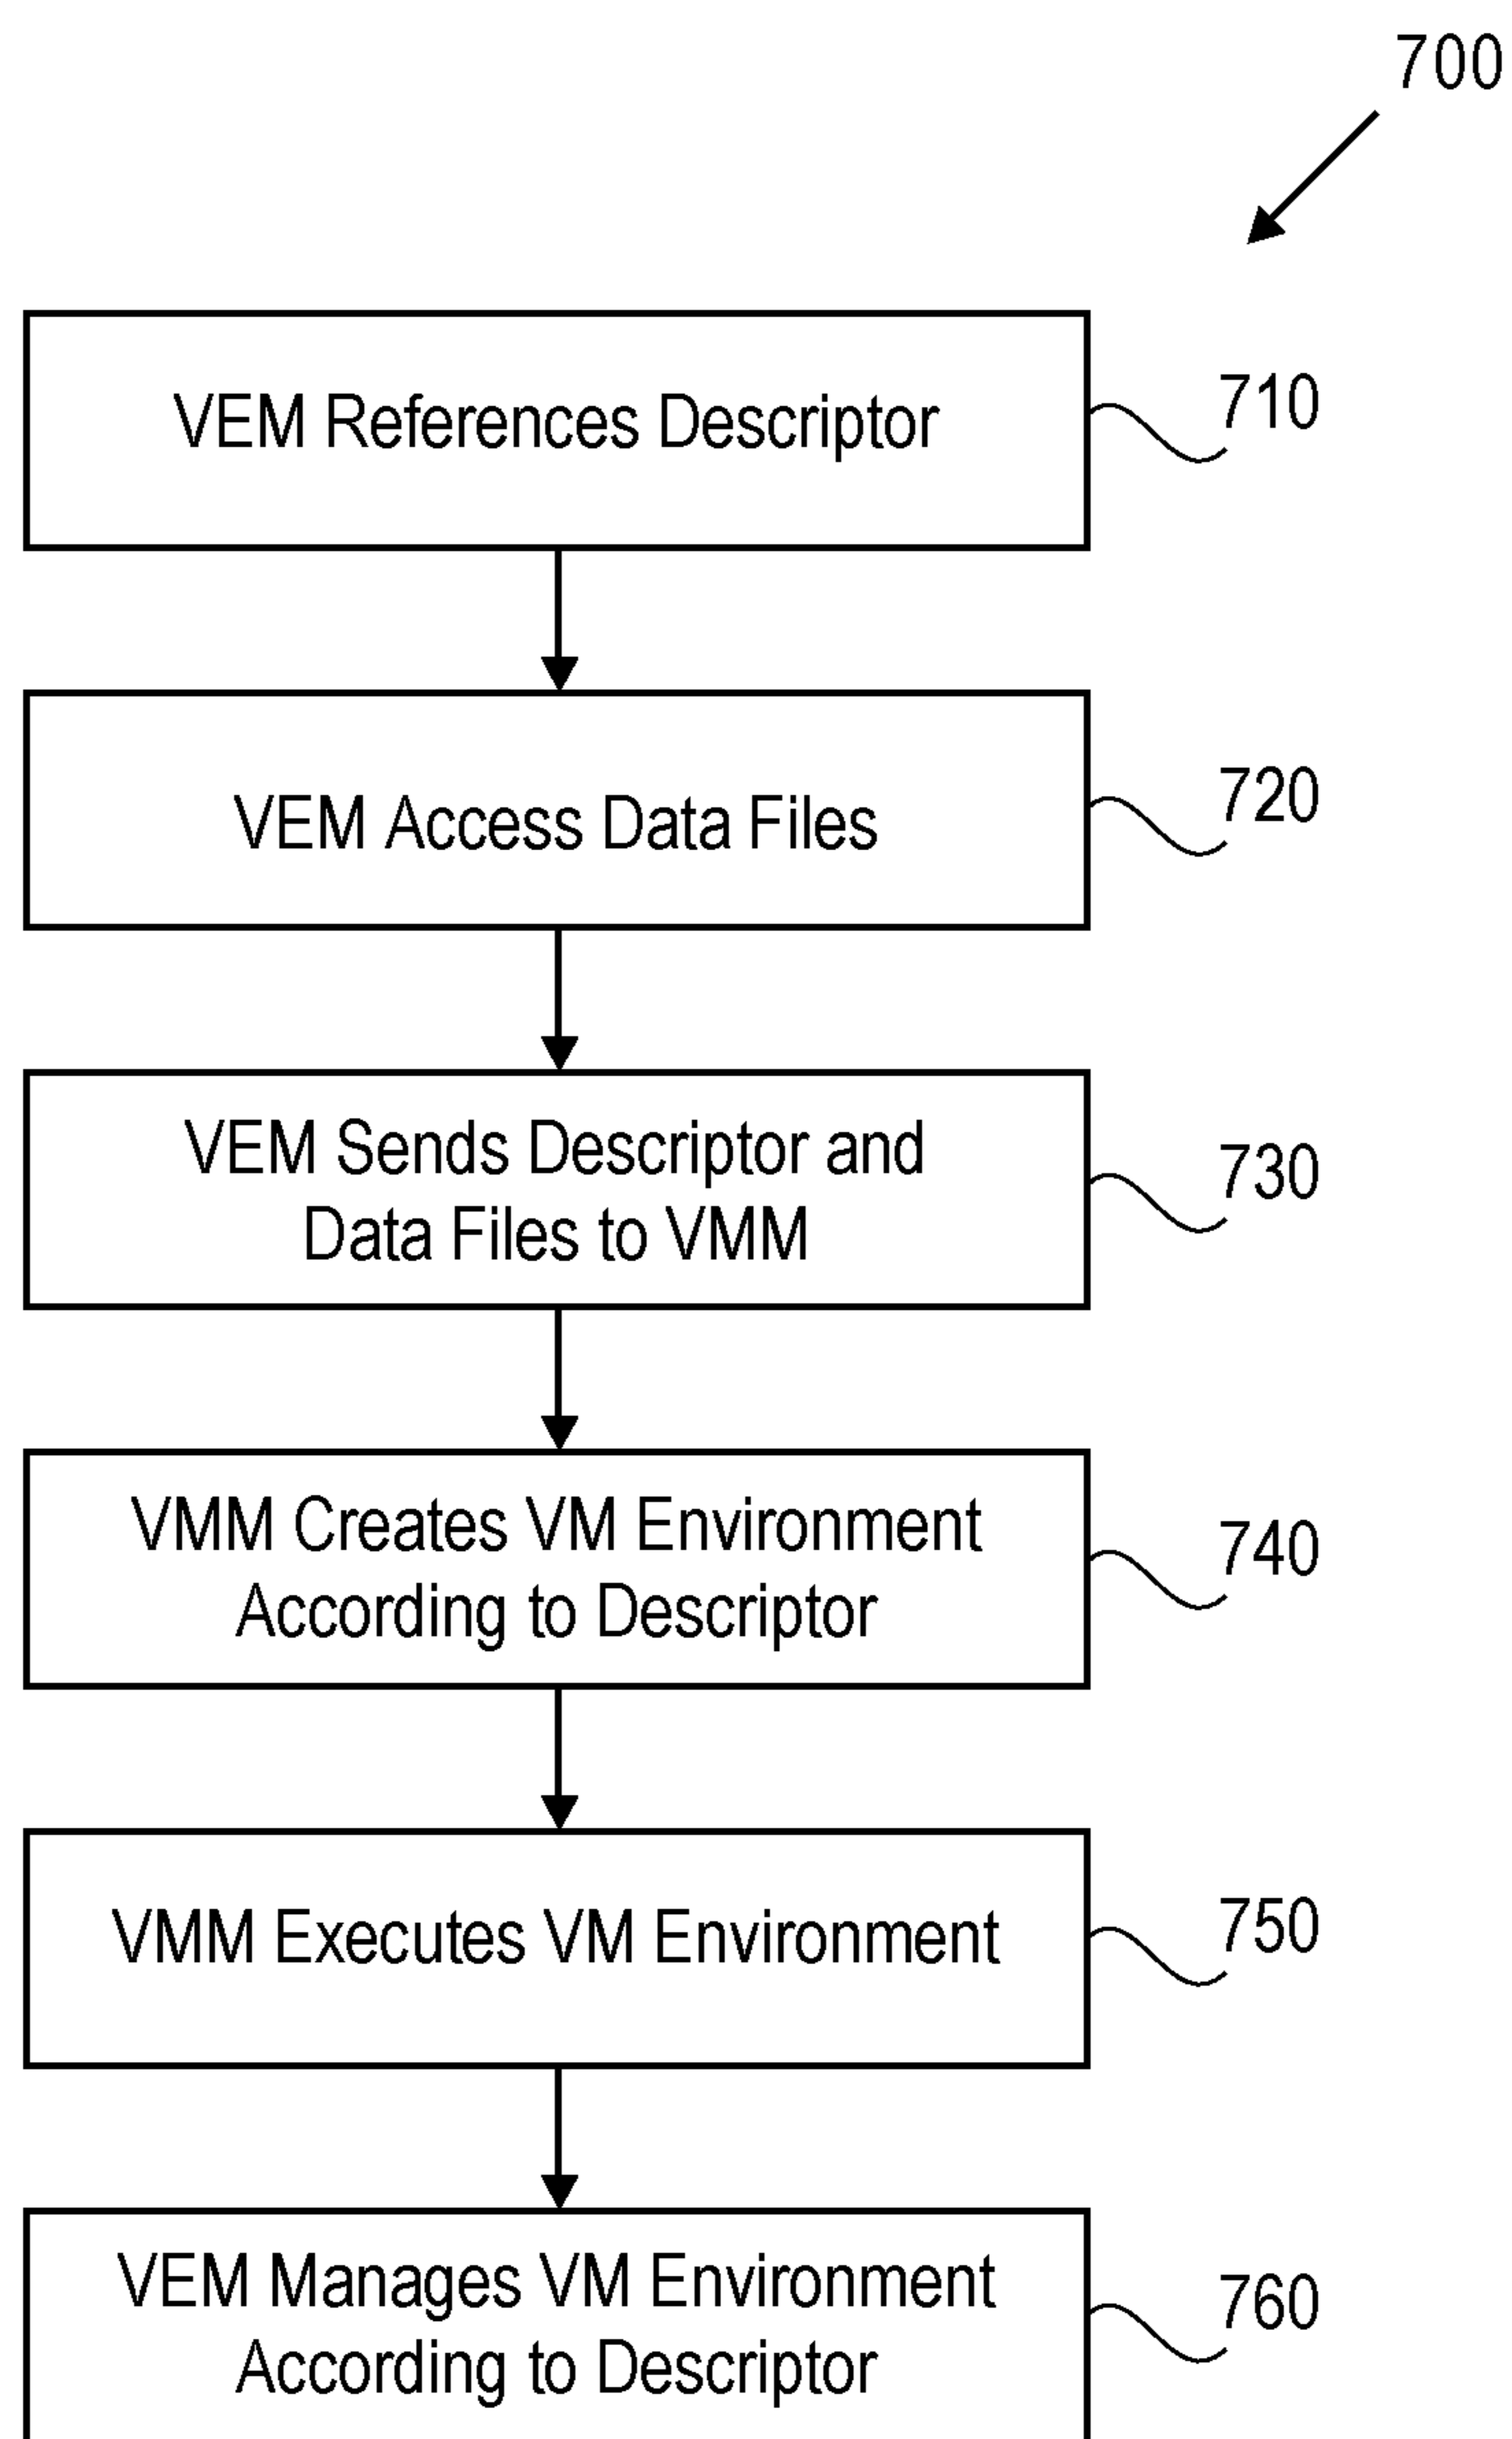 700
VEM References Descriptor
710
VEM Access Data Files
720
VEM Sends Descriptor and
Data Files to VMM
730
VMM Creates VM Environment
According to Descriptor
740
VMM Executes VM Environment
750
VEM Manages VM Environment
According to Descriptor
760